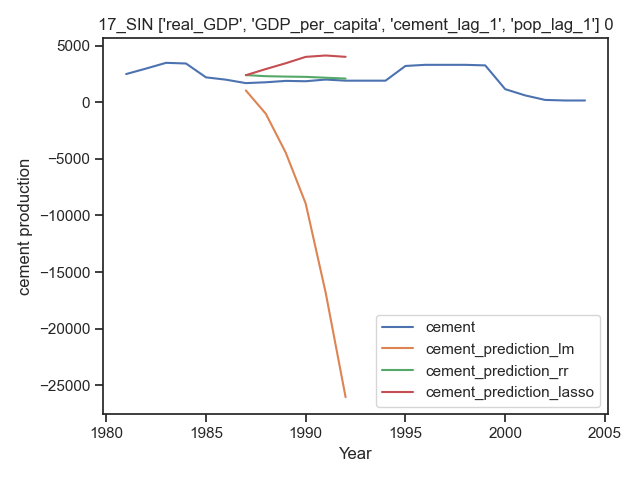 17_SIN ['real_GDP', 'GDP_per_capita', 'cement_lag_1', 'pop_lag_1'] 0
5000
0
−5000
−10000
−15000
−20000
−25000
cement production
1980
1985
1990
1995
2000
2005
Year
cement
cement_prediction_lm
cement_prediction_rr
cement_prediction_lasso